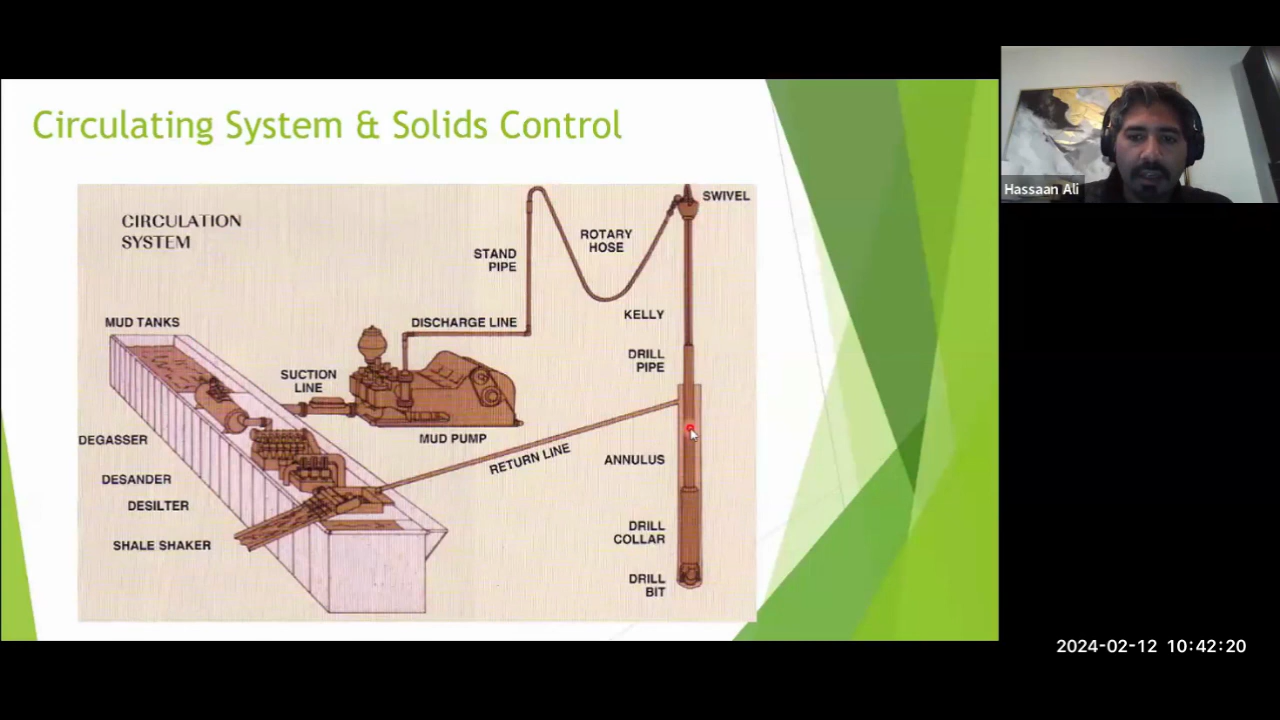 Circulating System & Solids Control
Hassaan Ali
CIRCULATION
SYSTEM
SWIVEL
ROTARY
HOSE
STAND
PIPE
KELLY
MUD TANKS
DISCHARGE LINE
DRILL
PIPE
SUCTION
LINE
MUD PUMP
DEGASSER
RETURN LINE
ANNULUS
DESANDER
DESILTER
DRILL
COLLAR
SHALE SHAKER
DRILL
BIT
2024-02-12 10:42:20